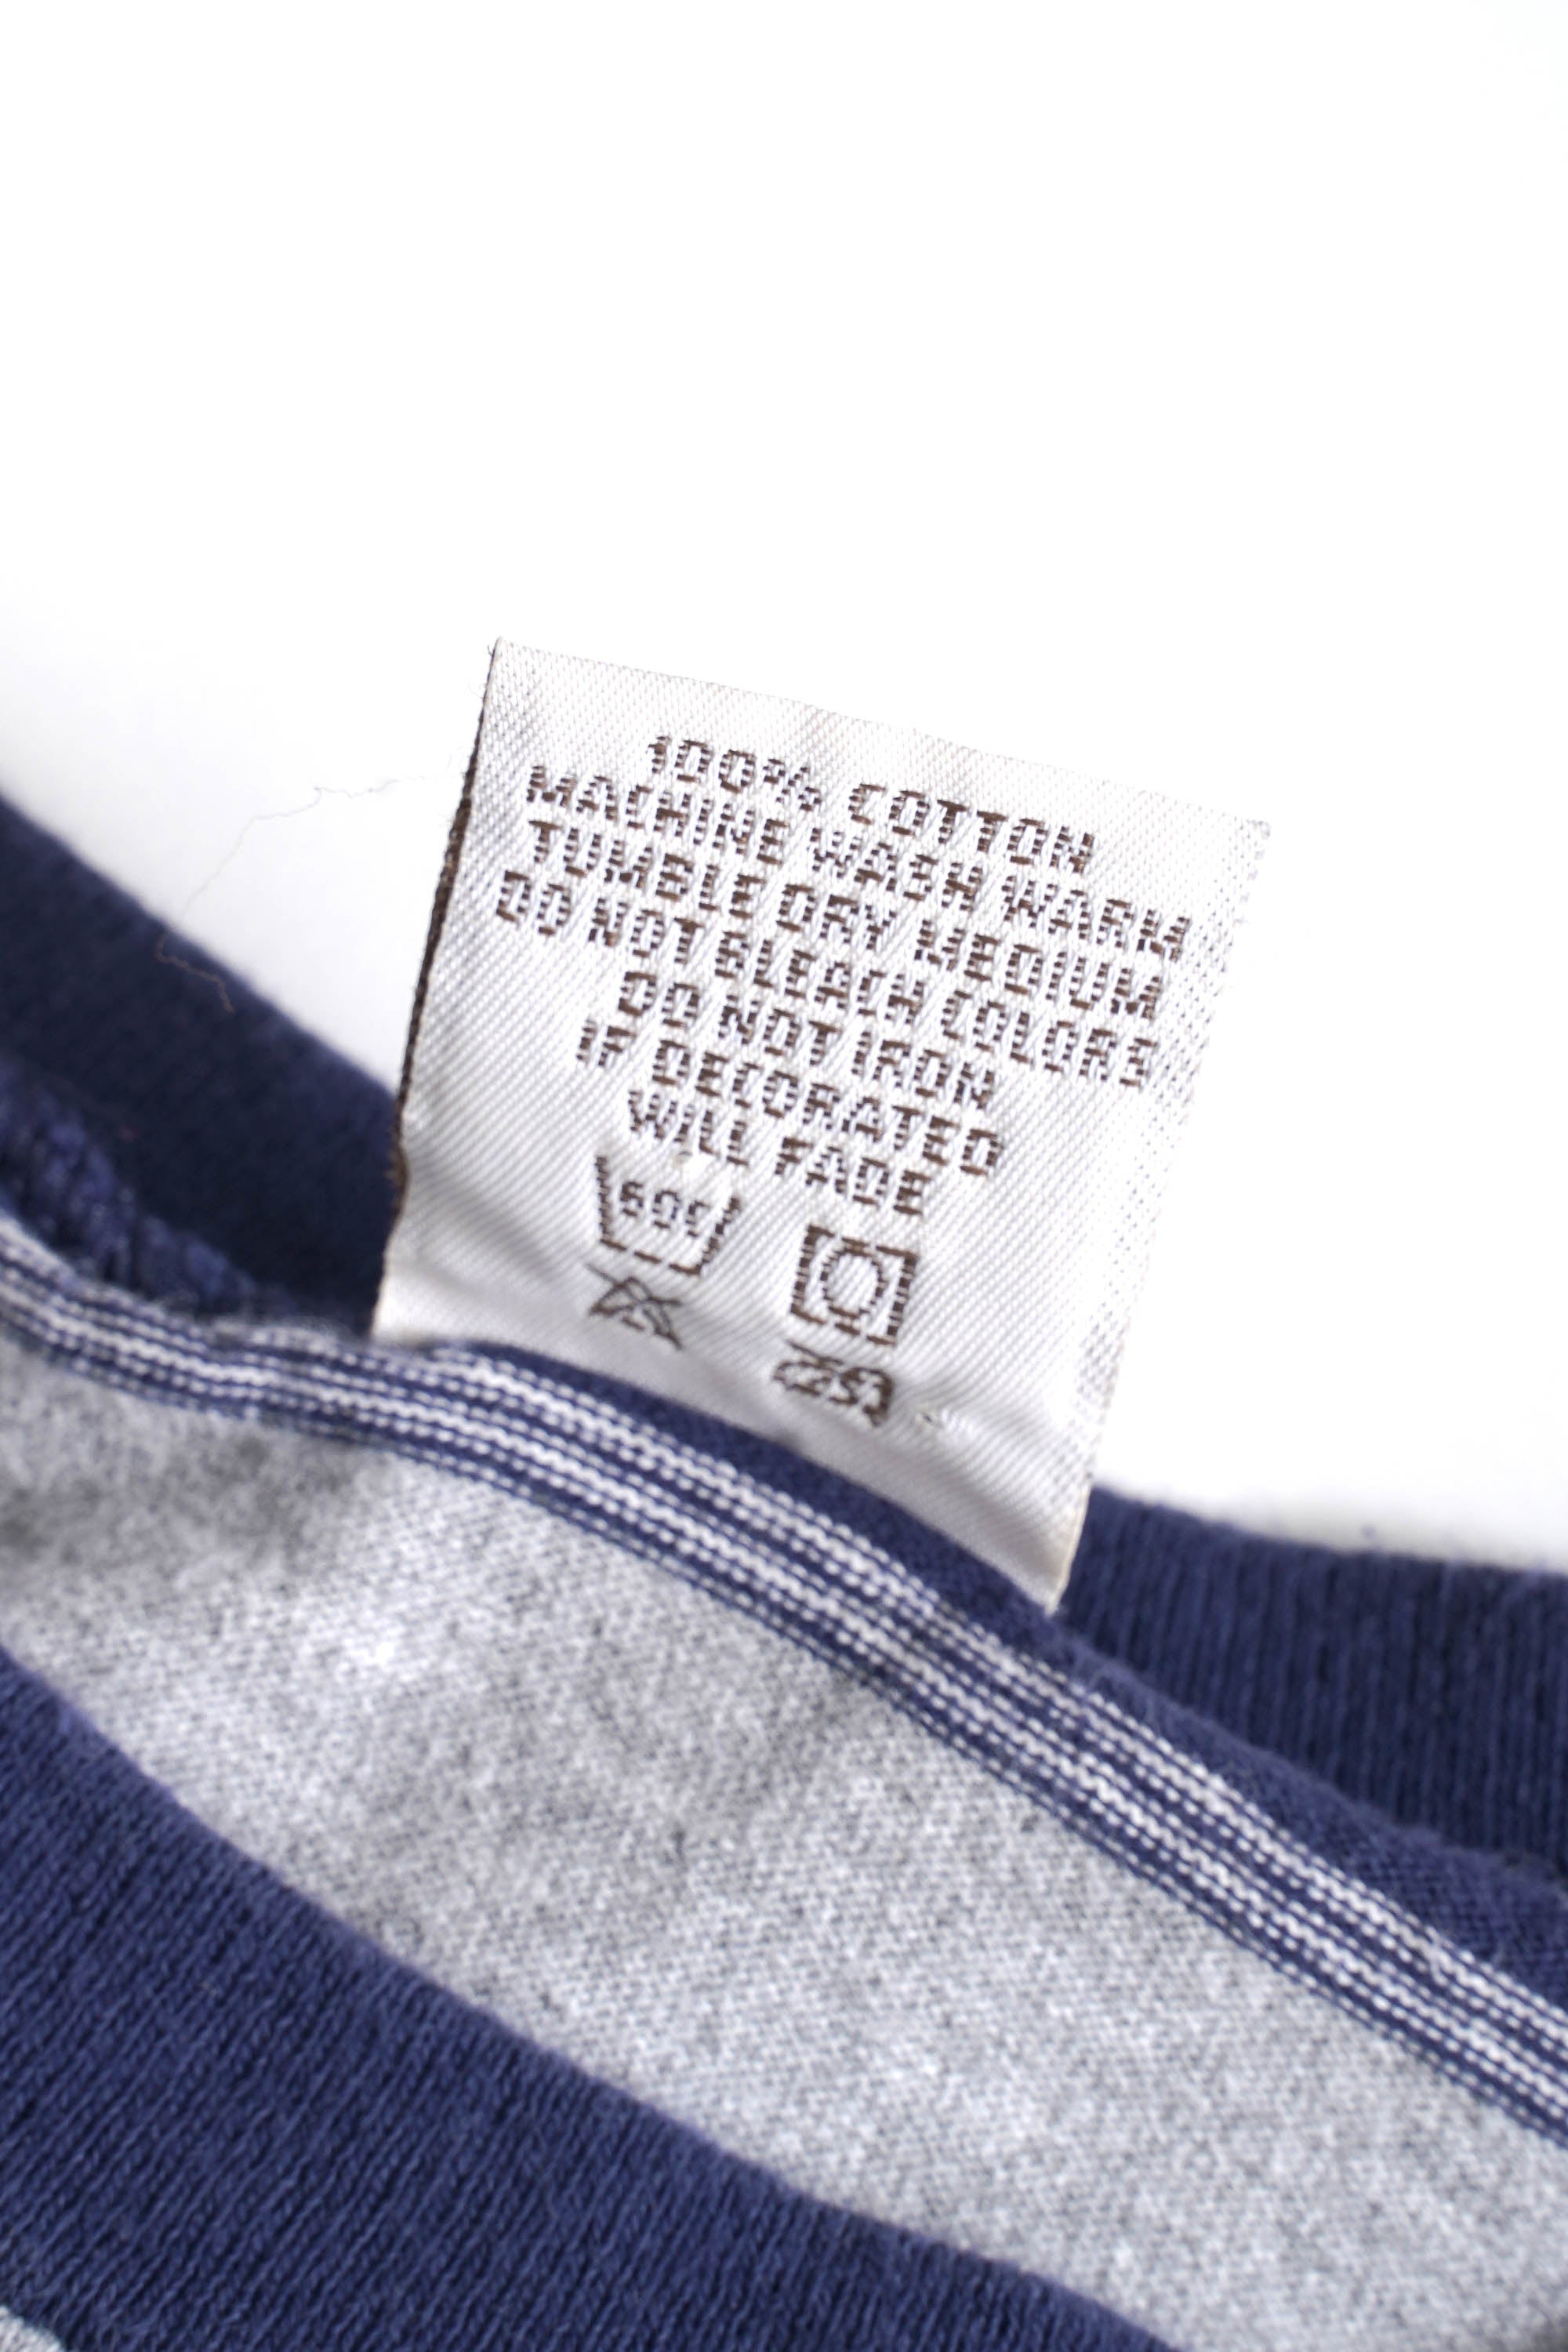 100% COTTON
MACHINE WASH WARM
TUMBLE DRY MEDIUM
DO NOT BLEACH COLORS
DO NOT IRON
IF DECORATED
WILL FADE